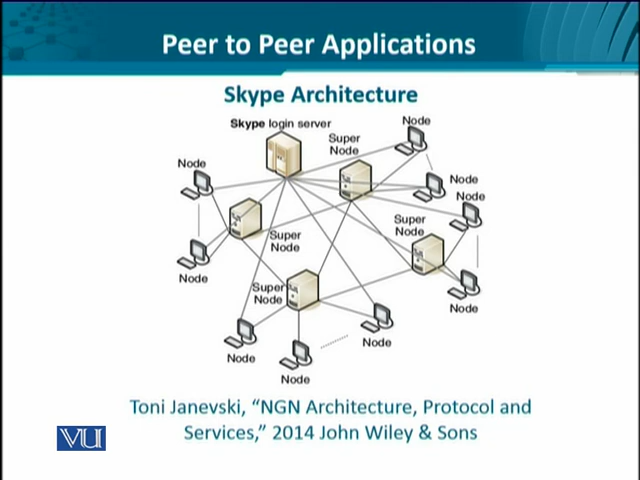 Peer to Peer Applications
Skype Architecture
Skype login server
Node
Super
Node
Node
Node
Node
Super
Node
Super
Node
Node
Super
Node
Node
Node
Node
Node
Toni Janevski, “NGN Architecture, Protocol and
Services,” 2014 John Wiley & Sons
VU